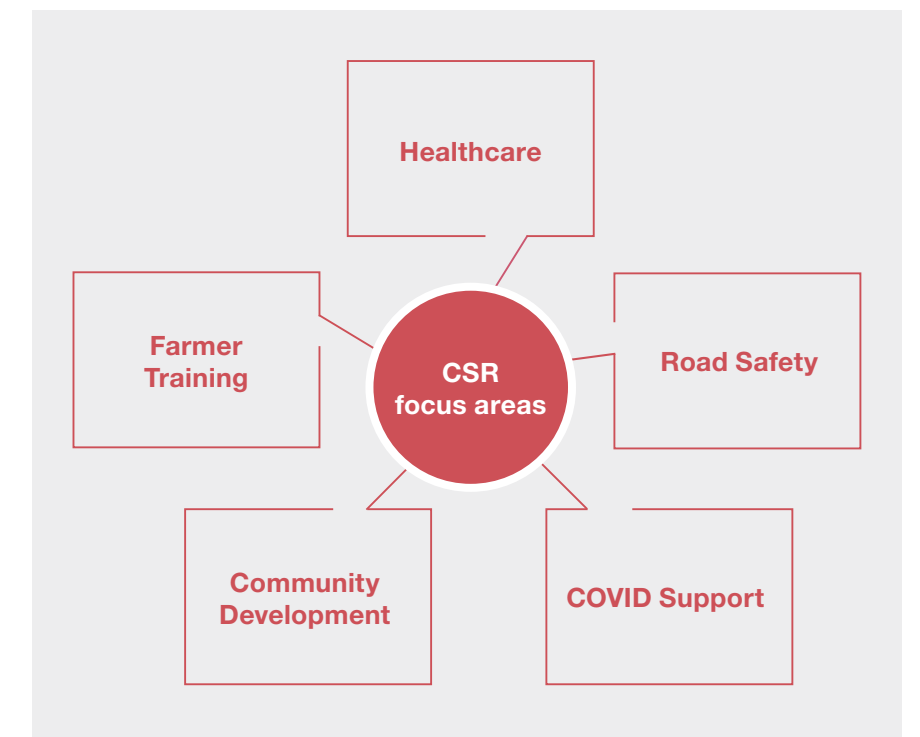 Healthcare
Farmer
Training
CSR
focus areas
Road Safety
Community
Development
COVID Support